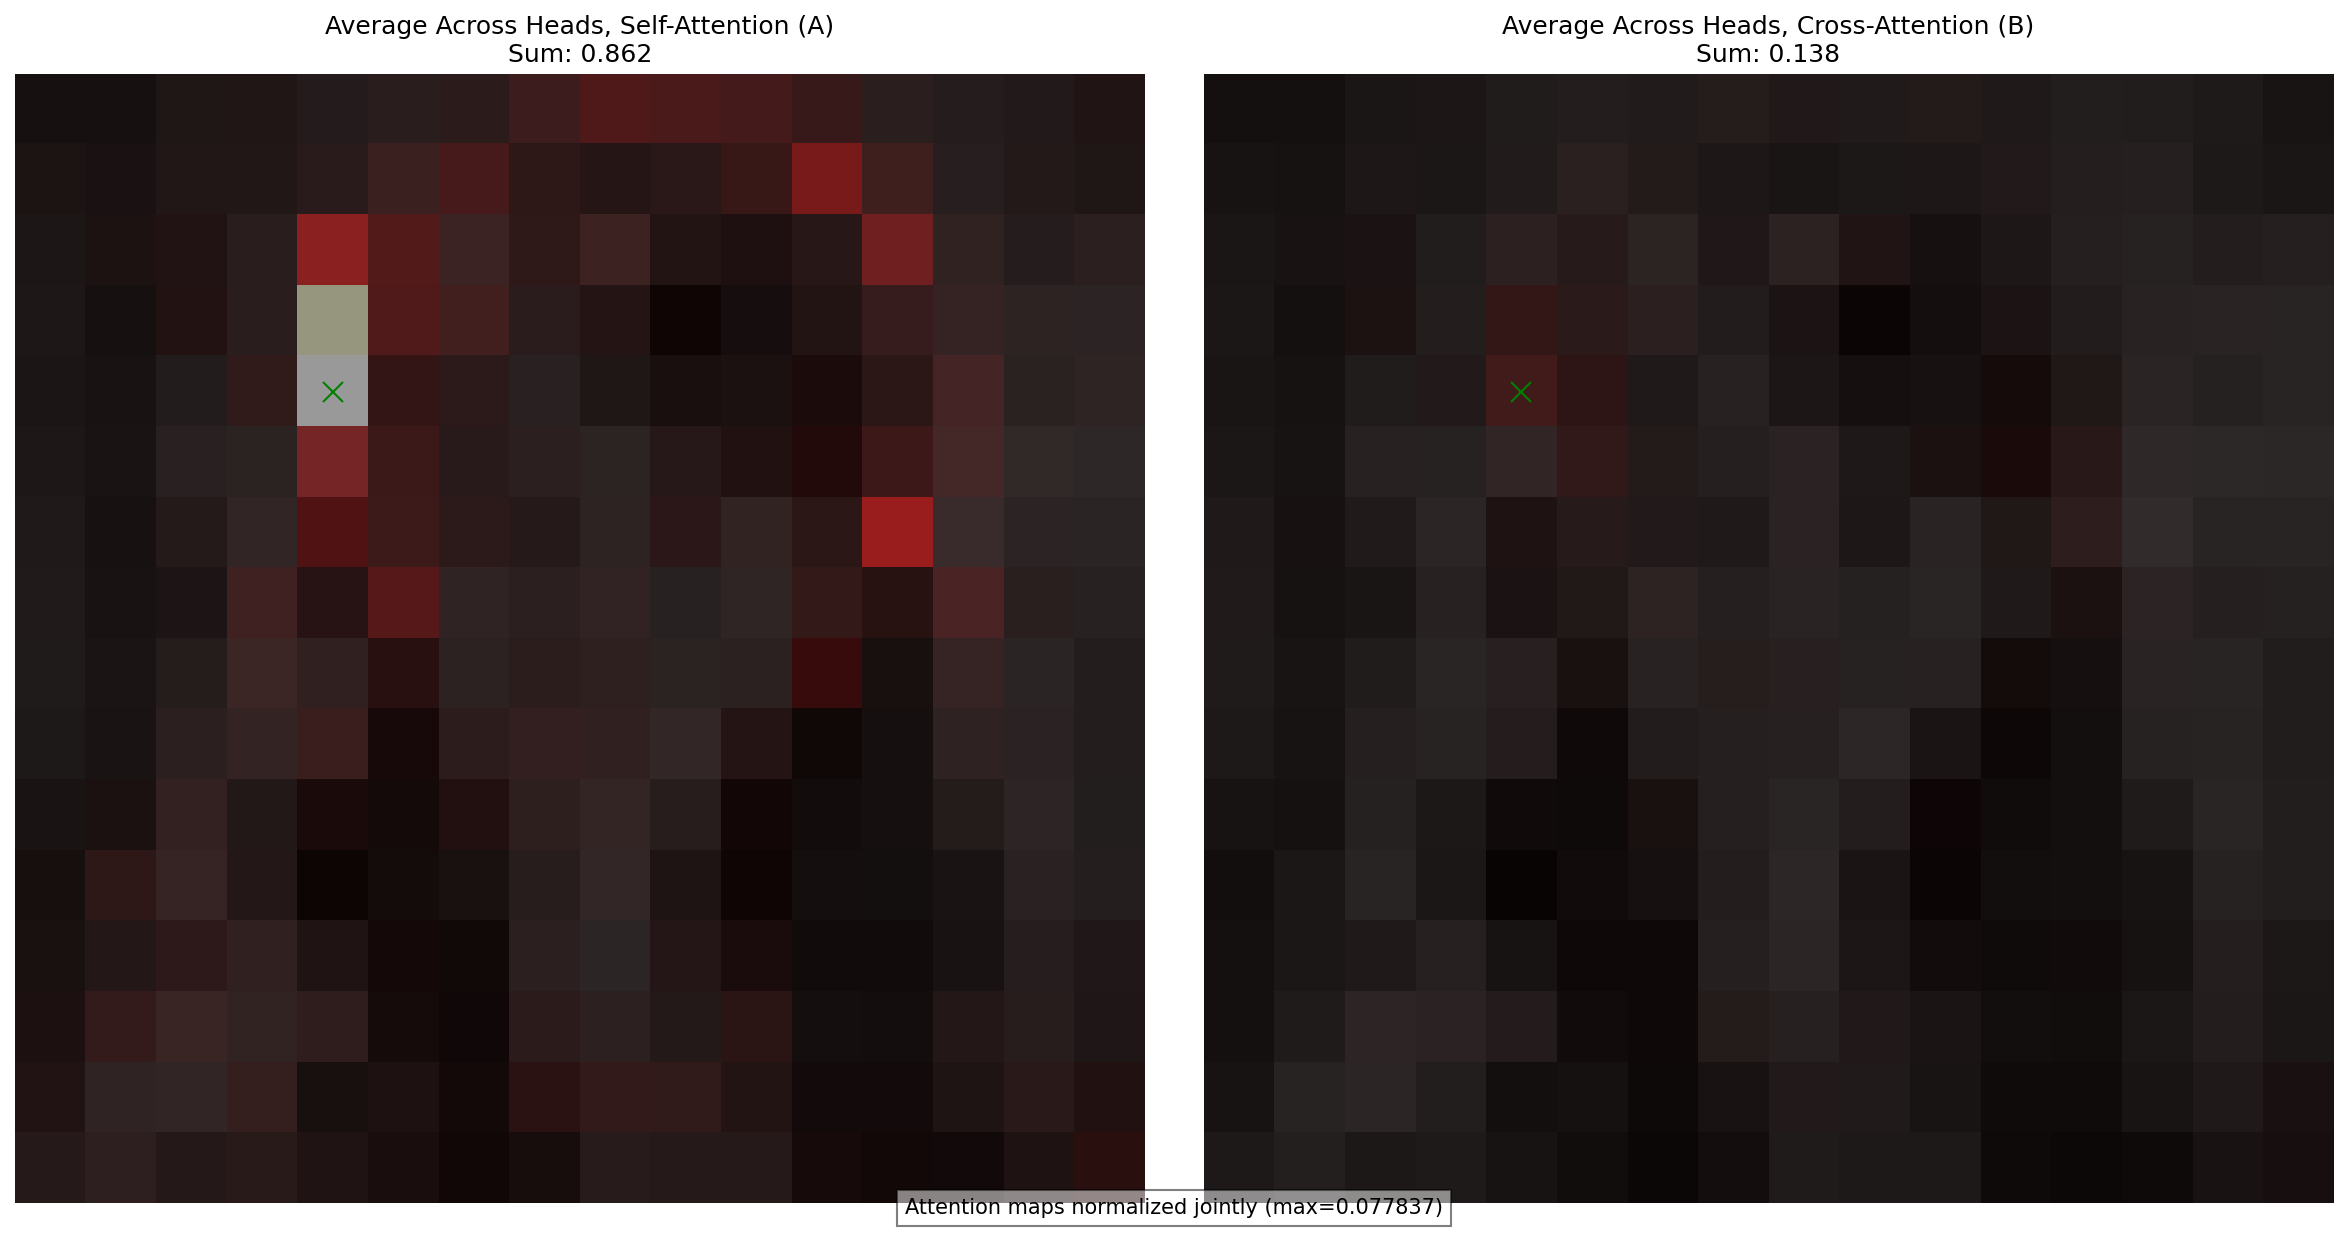 Average Across Heads, Self-Attention (A)
Sum: 0.862
Average Across Heads, Cross-Attention (B)
Sum: 0.138
Attention maps normalized jointly (max=0.077837)